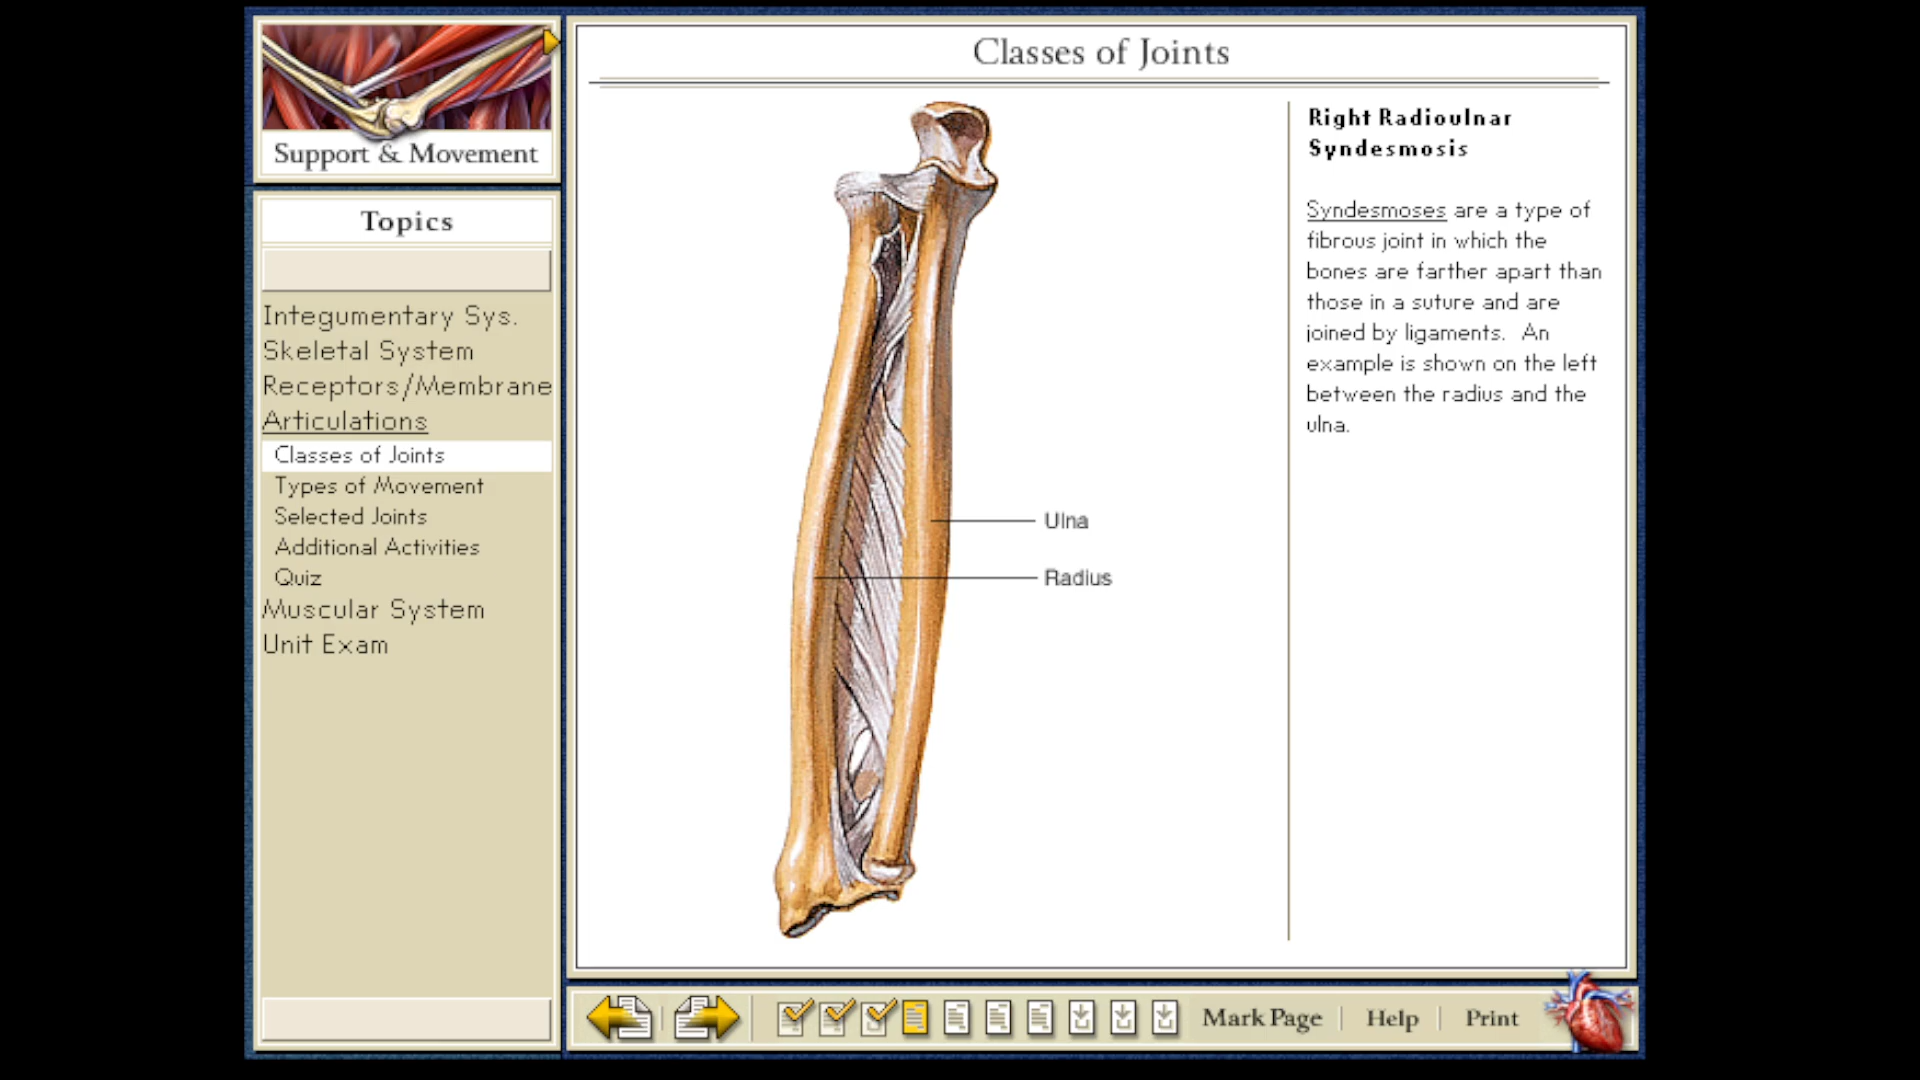 Support & Movement
Topics
Integumentary Sys.
Skeletal System
Receptors/Membrane
Articulations
Classes of Joints
Types of Movement
Selected Joints
Additional Activities
Quiz
Muscular System
Unit Exam
Classes of Joints
Ulna
Radius
Right Radioulnar
Syndesmosis
Syndesmoses are a type of
fibrous joint in which the
bones are farther apart than
those in a suture and are
joined by ligaments.  An
example is shown on the left
between the radius and the
ulna.
Mark Page
Help
Print